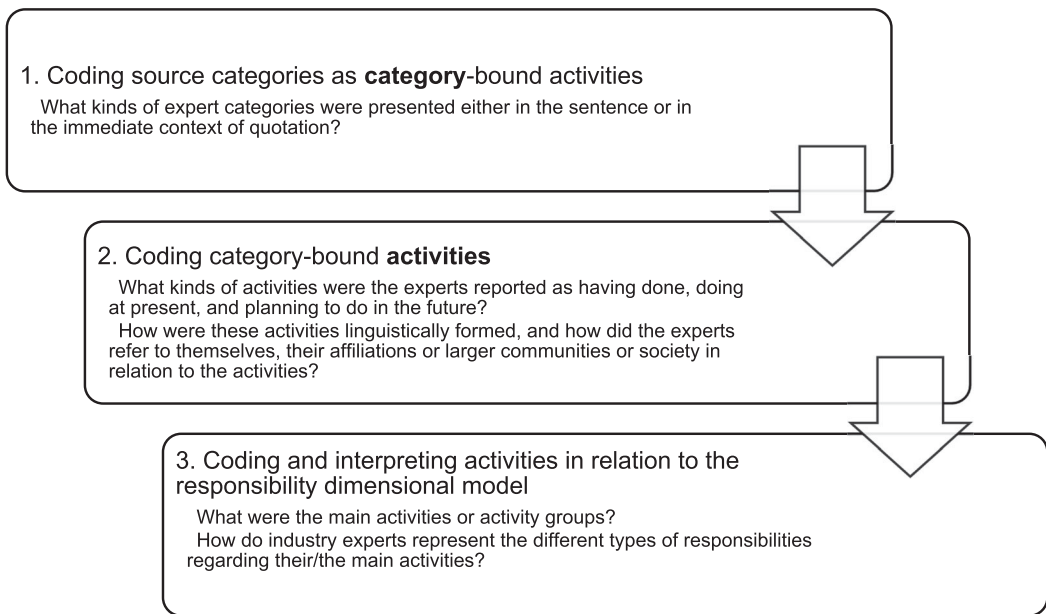 1. Coding source categories as category-bound activities
What kinds of expert categories were presented either in the sentence or in
the immediate context of quotation?
2. Coding category-bound activities
What kinds of activities were the experts reported as having done, doing
at present, and planning to do in the future?
How were these activities linguistically formed, and how did the experts
refer to themselves, their affiliations or larger communities or society in
relation to the activities?
3. Coding and interpreting activities in relation to the
responsibility dimensional model
What were the main activities or activity groups?
How do industry experts represent the different types of responsibilities
regarding their/the main activities?